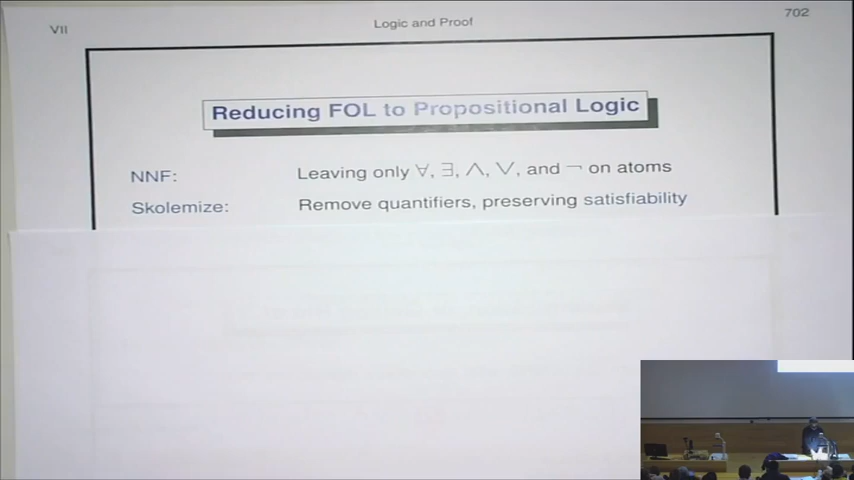 VII
Logic and Proof
702
Reducing FOL to Propositional Logic
NNF: Leaving only ∀, ∃, ∧, ∨, and ¬ on atoms
Skolemize: Remove quantifiers, preserving satisfiability